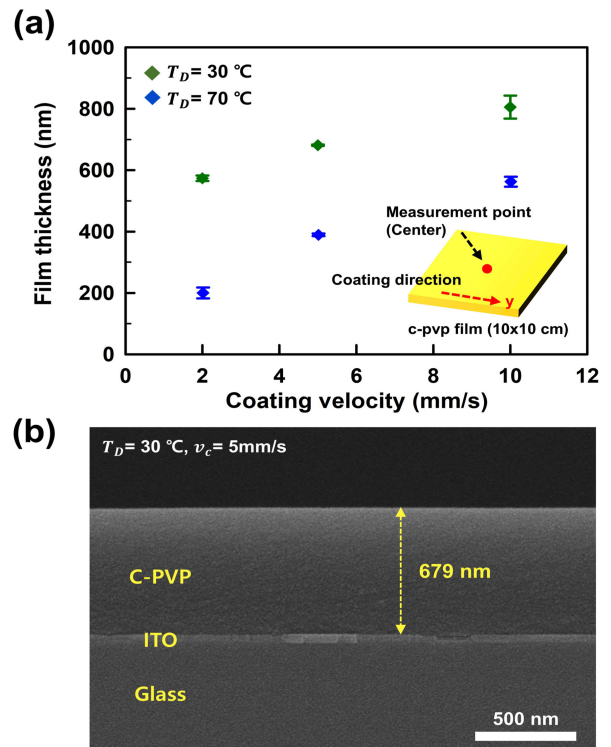 (a)
1000
800
600
400
200
0
Film thickness (nm)
T_D= 30 ℃
T_D= 70 ℃
Measurement point
(Center)
Coating direction
y
c-pvp film (10x10 cm)
0 2 4 6 8 10 12
Coating velocity (mm/s)
(b)
T_D= 30 ℃, v_c= 5mm/s
C-PVP
679 nm
ITO
Glass
500 nm